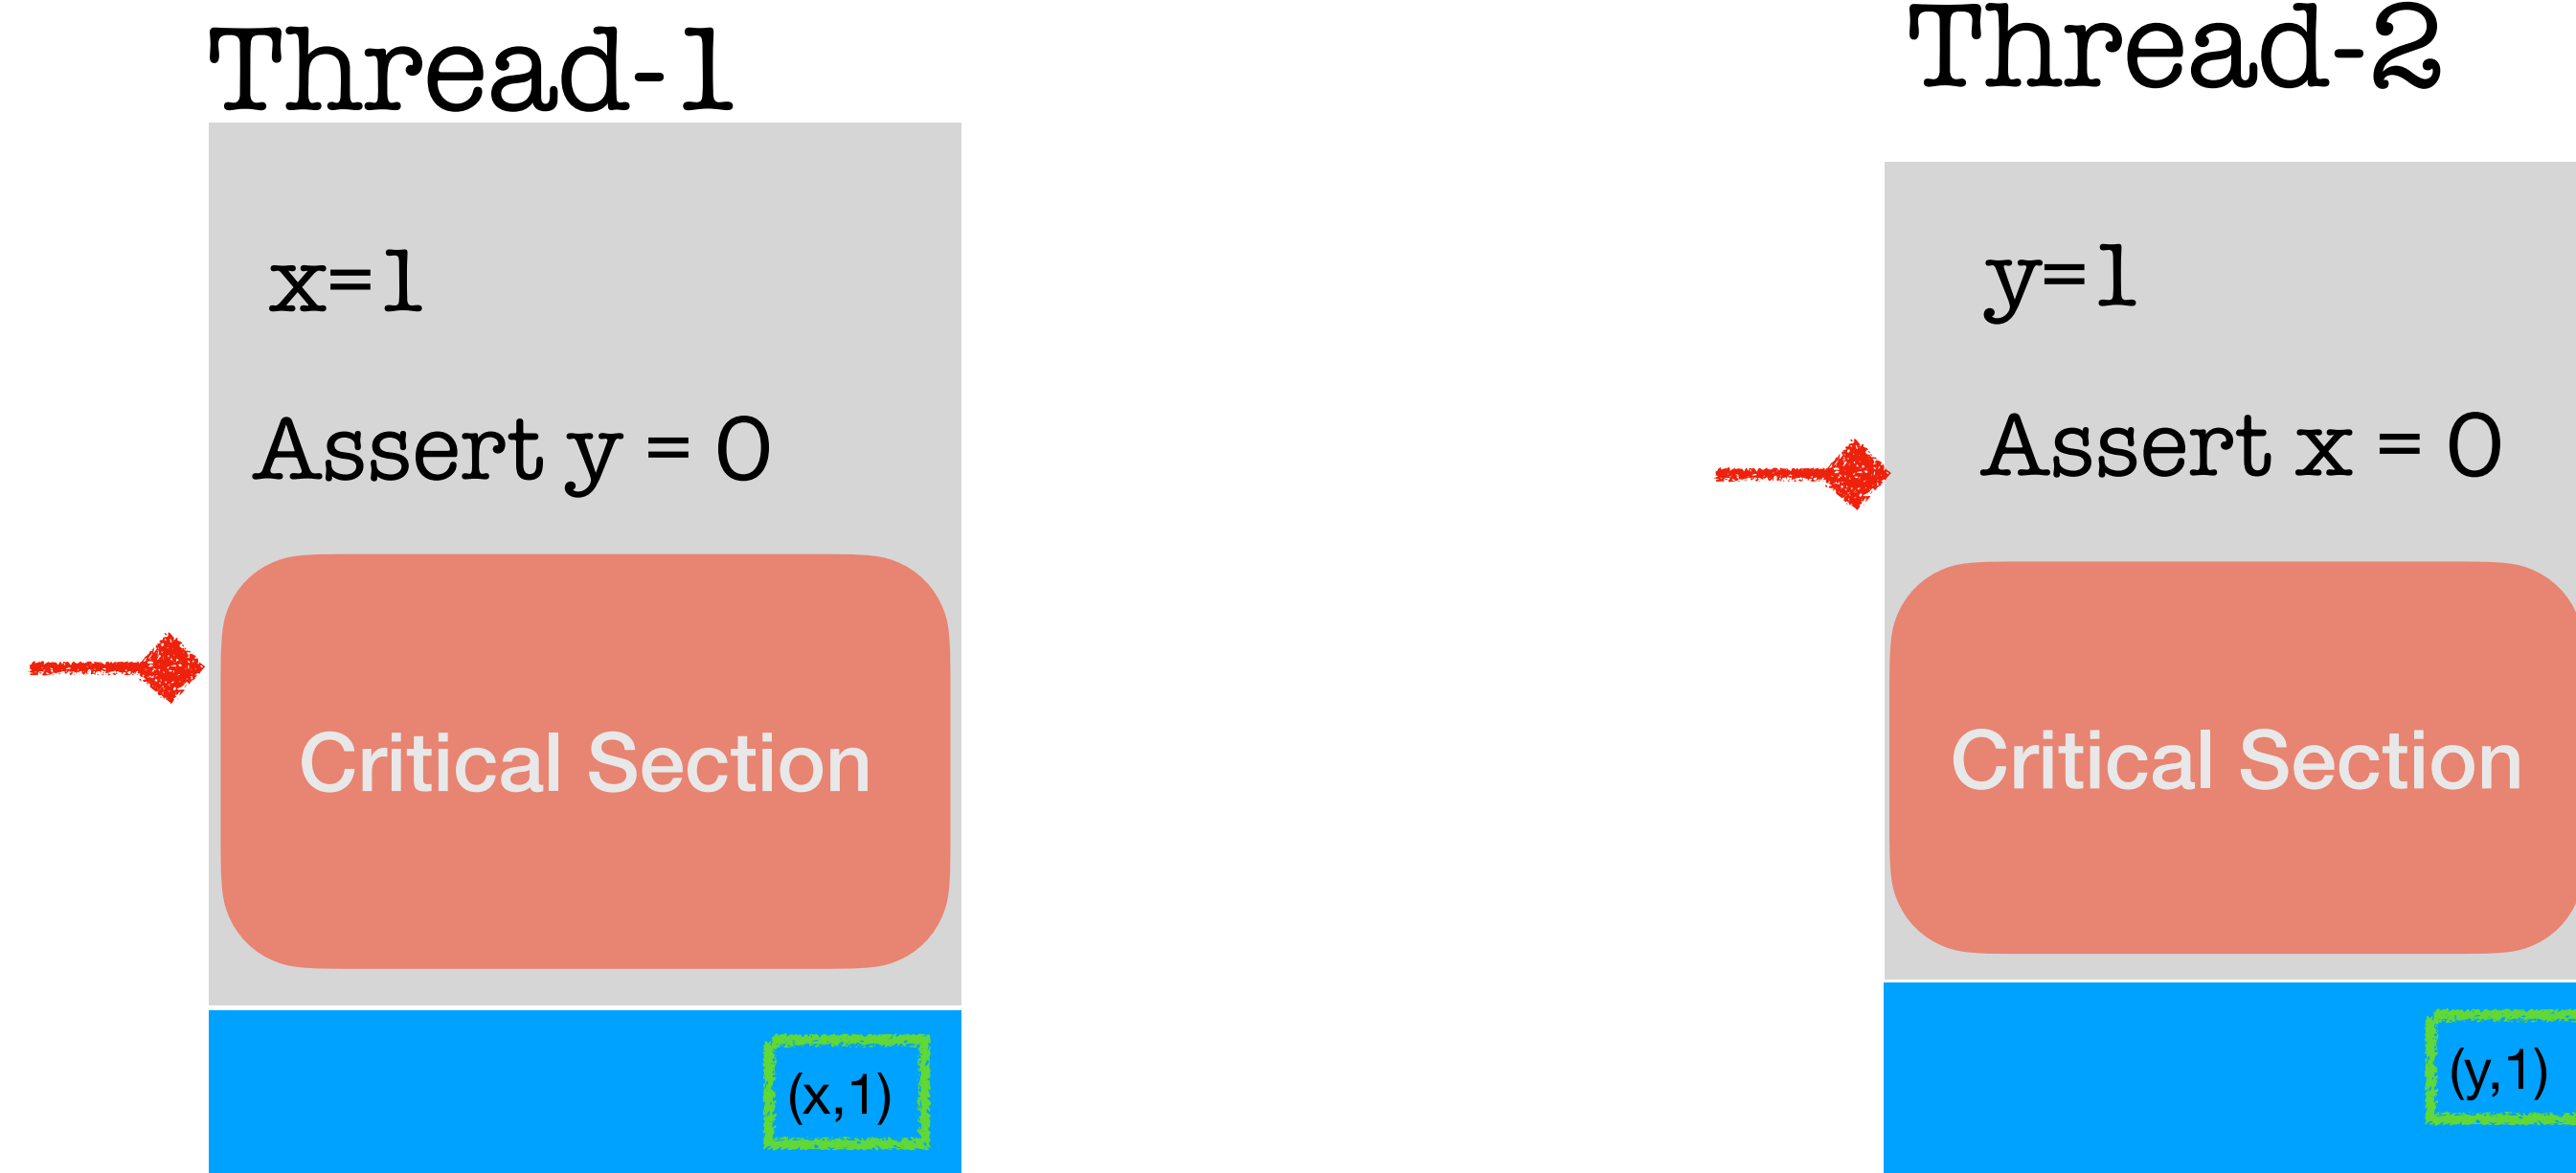 Thread-1
x=1
Assert y = 0
Critical Section
(x,1)
Thread-2
y=1
Assert x = 0
Critical Section
(y,1)